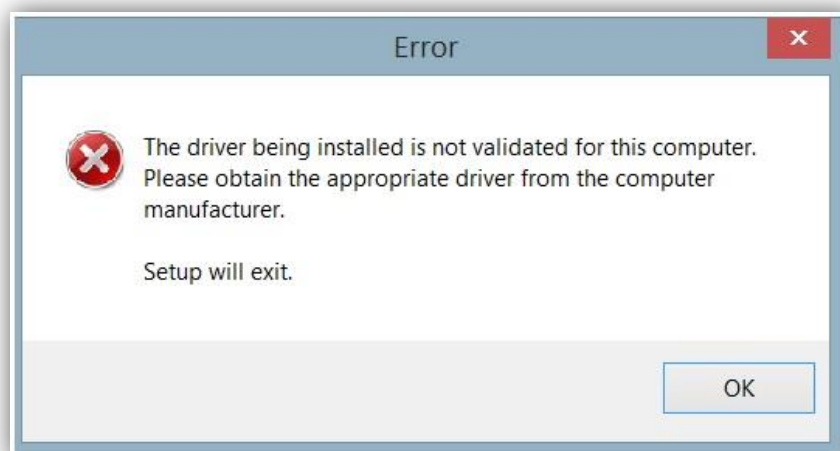 Error
The driver being installed is not validated for this computer.
Please obtain the appropriate driver from the computer
manufacturer.
Setup will exit.
OK